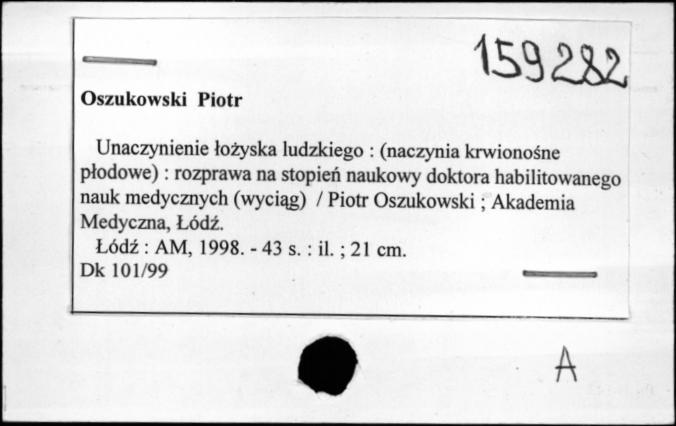 159282
Oszukowski Piotr
Unaczynienie łożyska ludzkiego : (naczynia krwionośne
płodowe) : rozprawa na stopień naukowy doktora habilitowanego
nauk medycznych (wyciąg) / Piotr Oszukowski ; Akademia
Medyczna, Łódź.
Łódź : AM, 1998. - 43 s. : il. ; 21 cm.
Dk 101/99
A